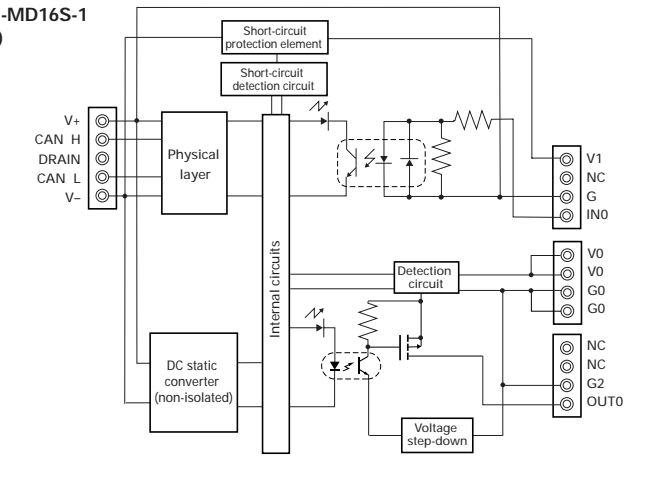 -MD16S-1
)
Short-circuit
protection element
Short-circuit
detection circuit
V+
CAN H
DRAIN
CAN L
V–
Physical
layer
V1
NC
G
IN0
Internal circuits
Detection
circuit
V0
V0
G0
G0
DC static
converter
(non-isolated)
NC
NC
G2
OUT0
Voltage
step-down